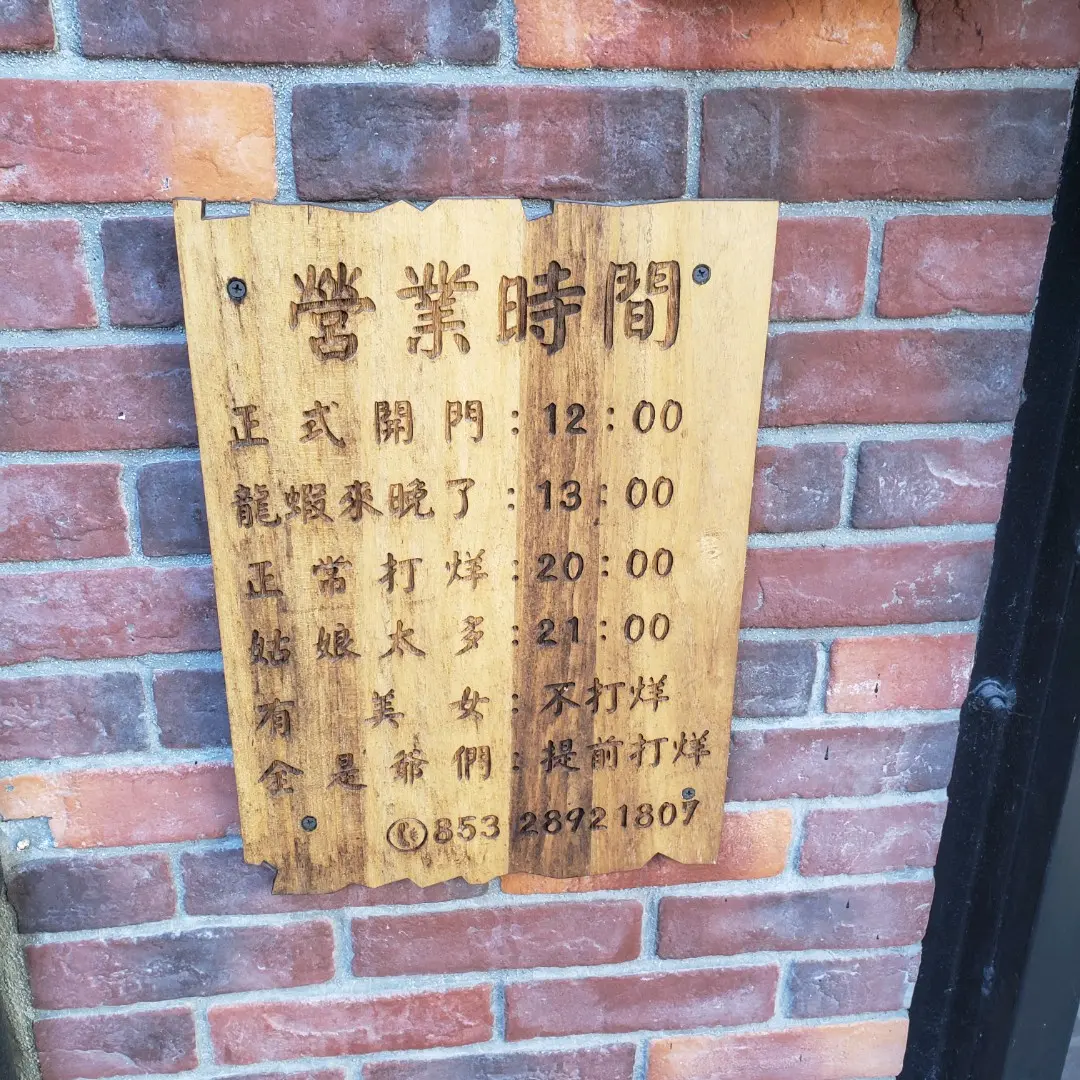 營業時間
正式開門:12:00
龍蝦來晚了:13:00
正常打烊:20:00
姑娘太多:21:00
有美女:不打烊
全是爺們:提前打烊
853 28921807